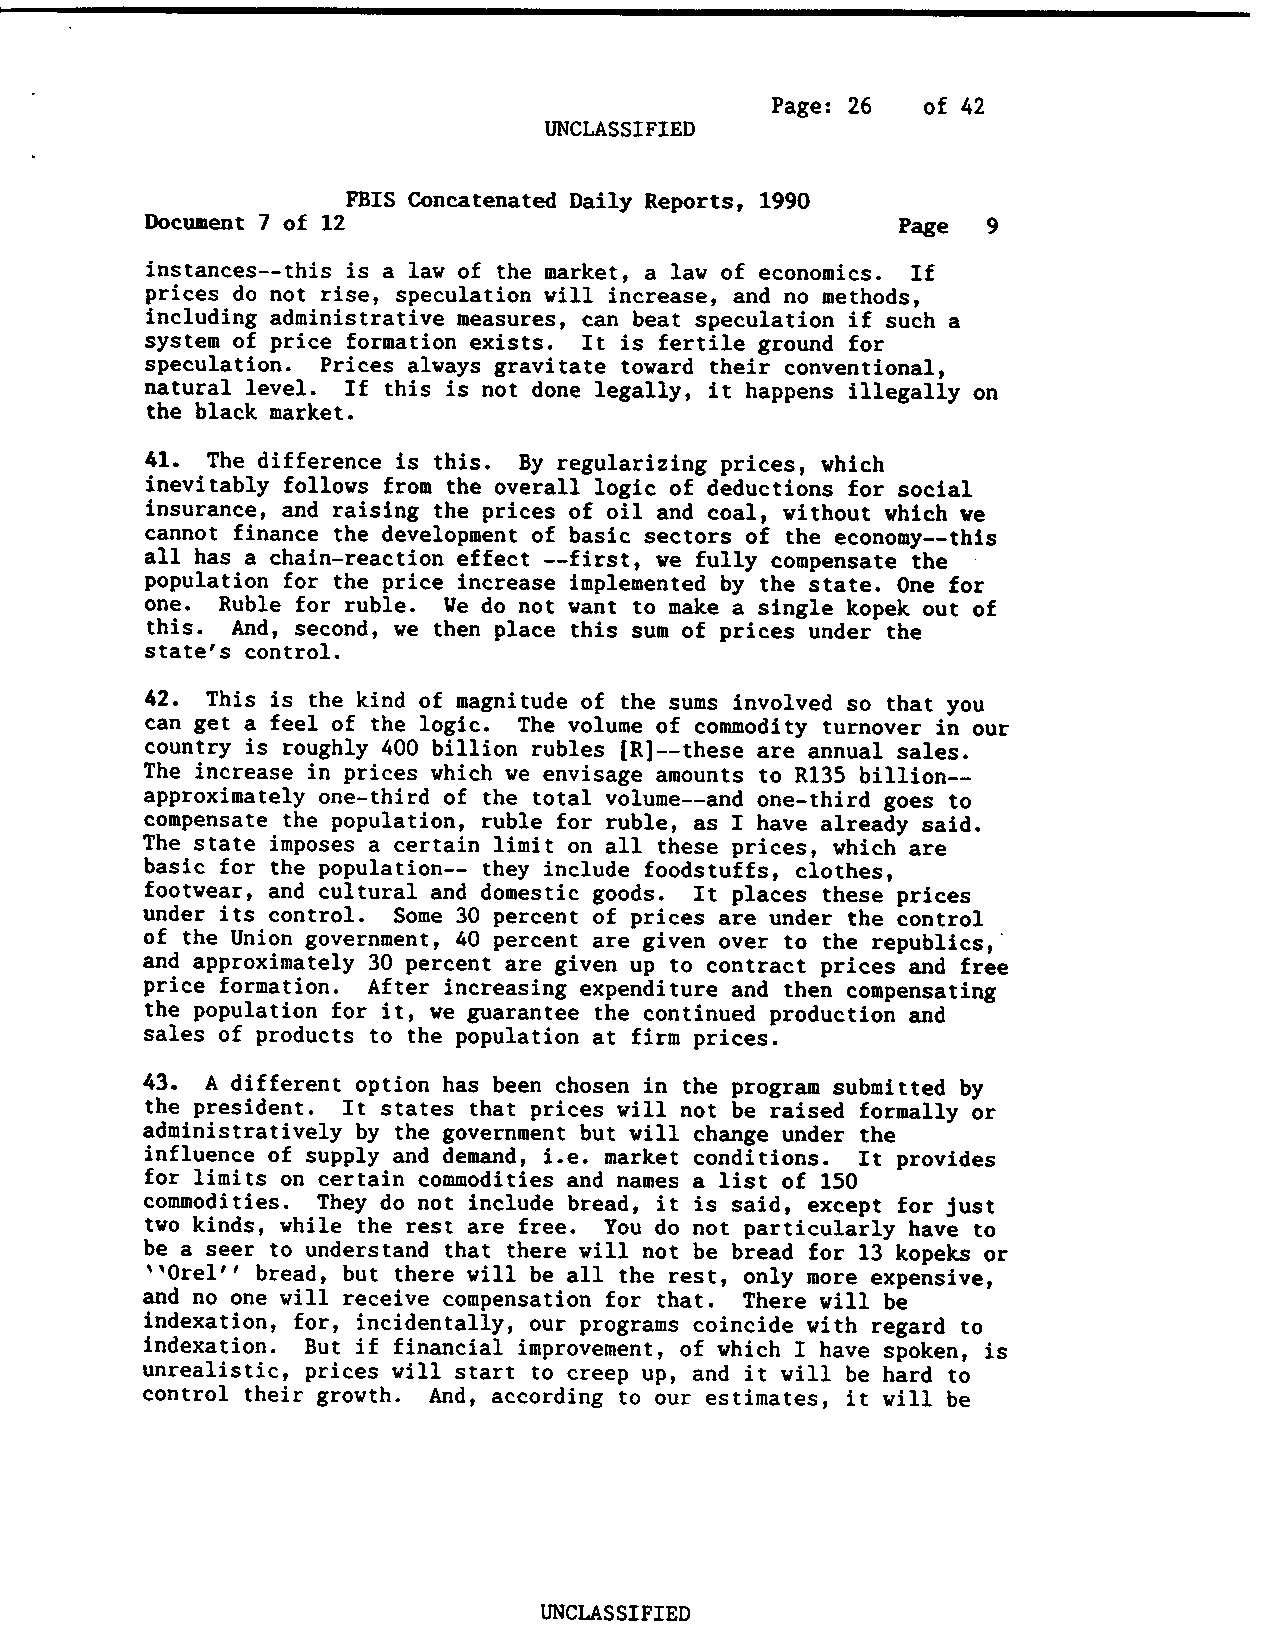 Page: 26 of 42
UNCLASSIFIED
FBIS Concatenated Daily Reports, 1990
Document 7 of 12 Page 9
instances--this is a law of the market, a law of economics. If
prices do not rise, speculation will increase, and no methods,
including administrative measures, can beat speculation if such a
system of price formation exists. It is fertile ground for
speculation. Prices always gravitate toward their conventional,
natural level. If this is not done legally, it happens illegally on
the black market.
41. The difference is this. By regularizing prices, which
inevitably follows from the overall logic of deductions for social
insurance, and raising the prices of oil and coal, without which we
cannot finance the development of basic sectors of the economy--this
all has a chain-reaction effect --first, we fully compensate the
population for the price increase implemented by the state. One for
one. Ruble for ruble. We do not want to make a single kopek out of
this. And, second, we then place this sum of prices under the
state's control.
42. This is the kind of magnitude of the sums involved so that you
can get a feel of the logic. The volume of commodity turnover in our
country is roughly 400 billion rubles [R]--these are annual sales.
The increase in prices which we envisage amounts to R135 billion--
approximately one-third of the total volume--and one-third goes to
compensate the population, ruble for ruble, as I have already said.
The state imposes a certain limit on all these prices, which are
basic for the population-- they include foodstuffs, clothes,
footwear, and cultural and domestic goods. It places these prices
under its control. Some 30 percent of prices are under the control
of the Union government, 40 percent are given over to the republics,
and approximately 30 percent are given up to contract prices and free
price formation. After increasing expenditure and then compensating
the population for it, we guarantee the continued production and
sales of products to the population at firm prices.
43. A different option has been chosen in the program submitted by
the president. It states that prices will not be raised formally or
administratively by the government but will change under the
influence of supply and demand, i.e. market conditions. It provides
for limits on certain commodities and names a list of 150
commodities. They do not include bread, it is said, except for just
two kinds, while the rest are free. You do not particularly have to
be a seer to understand that there will not be bread for 13 kopeks or
``Orel'' bread, but there will be all the rest, only more expensive,
and no one will receive compensation for that. There will be
indexation, for, incidentally, our programs coincide with regard to
indexation. But if financial improvement, of which I have spoken, is
unrealistic, prices will start to creep up, and it will be hard to
control their growth. And, according to our estimates, it will be
UNCLASSIFIED